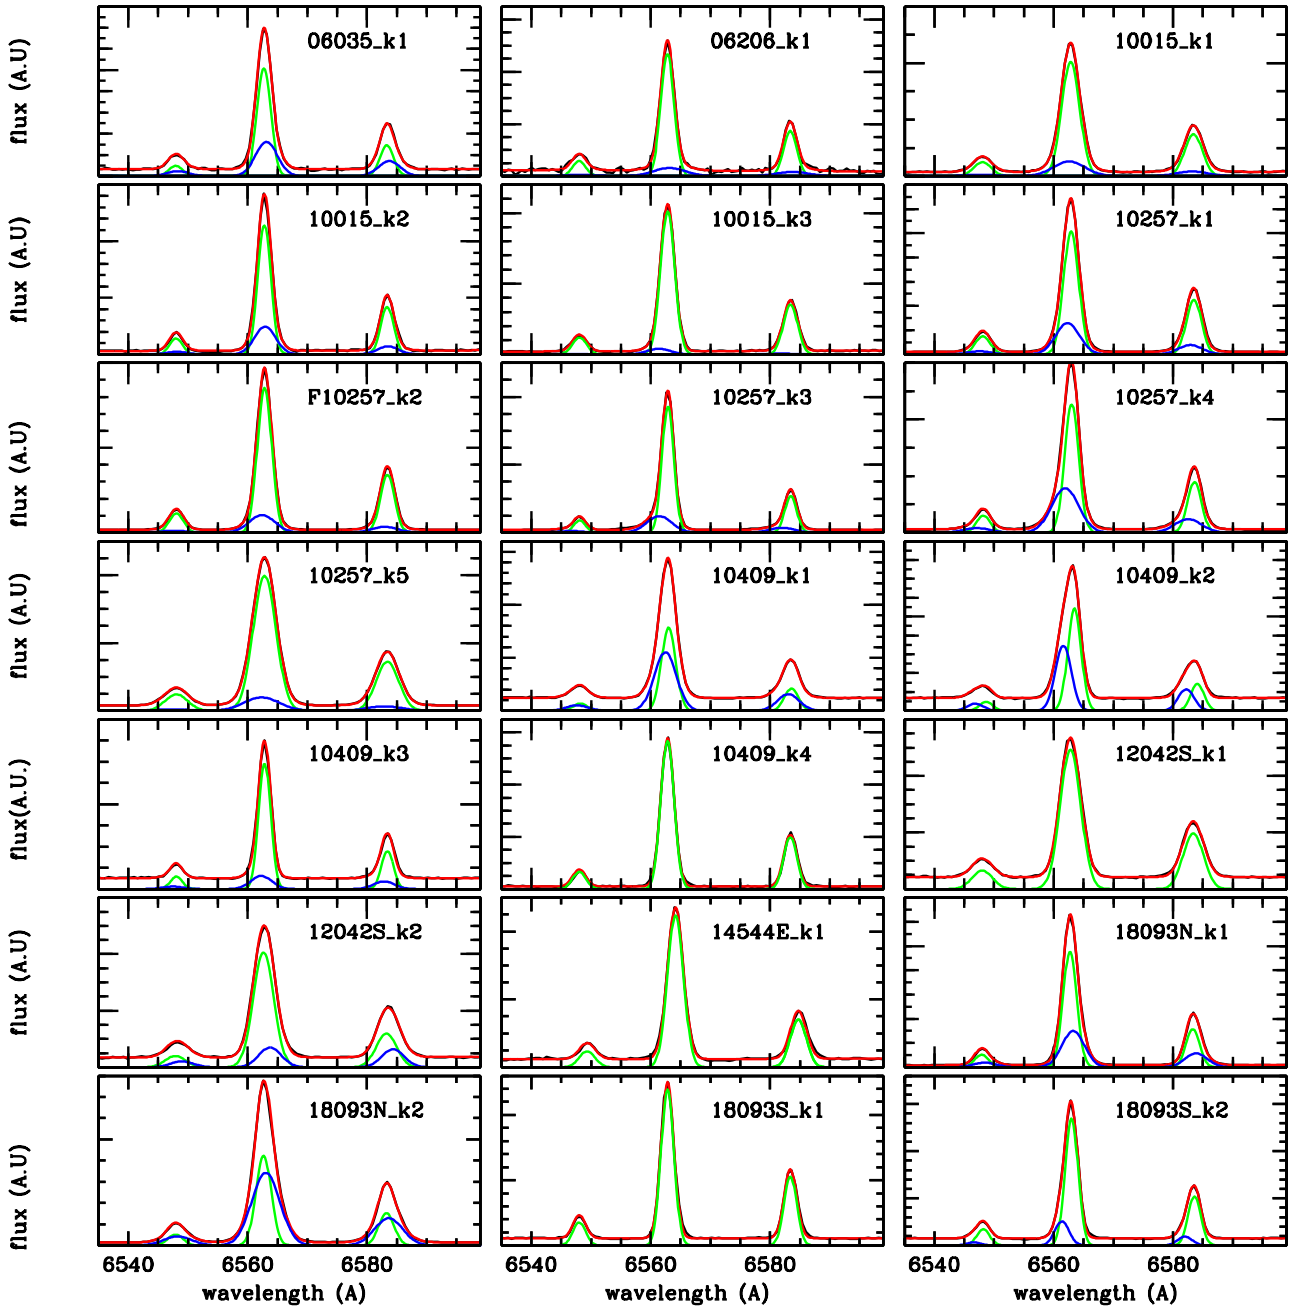 flux (A.U) 06035_k1 06206_k1 10015_k1
flux (A.U) 10015_k2 10015_k3 10257_k1
flux (A.U) F10257_k2 10257_k3 10257_k4
flux (A.U) 10257_k5 10409_k1 10409_k2
flux(A.U.) 10409_k3 10409_k4 12042S_k1
flux (A.U) 12042S_k2 14544E_k1 18093N_k1
flux (A.U) 18093N_k2 18093S_k1 18093S_k2
6540 6560 6580 6540 6560 6580 6540 6560 6580
wavelength (A) wavelength (A) wavelength (A)